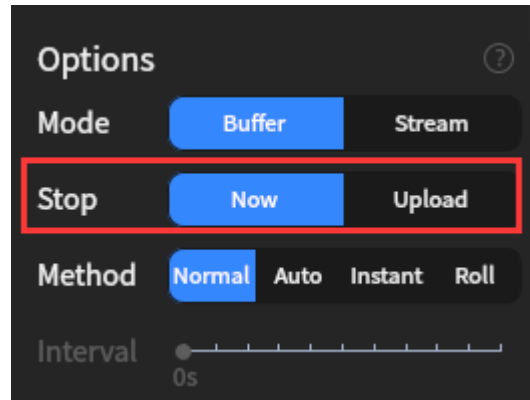 Options ?
Mode Buffer Stream
Stop Now Upload
Method Normal Auto Instant Roll
Interval
0s